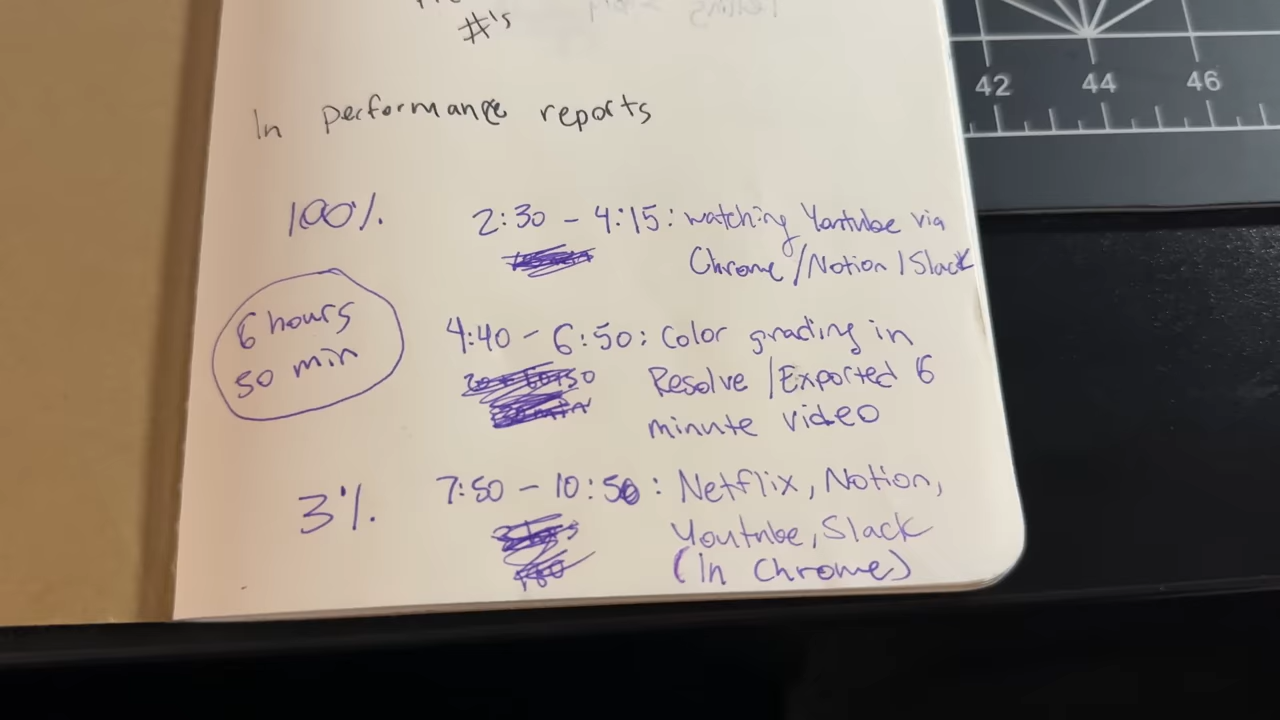 #'s
In performance reports
100%
2:30 - 4:15: watching Youtube via
Chrome/Notion/Slack
6 hours
50 min
4:40 - 6:50: Color grading in
Resolve/Exported 6
minute video
3%
7:50 - 10:50: Netflix, Notion,
Youtube, Slack
(In Chrome)
42 44 46